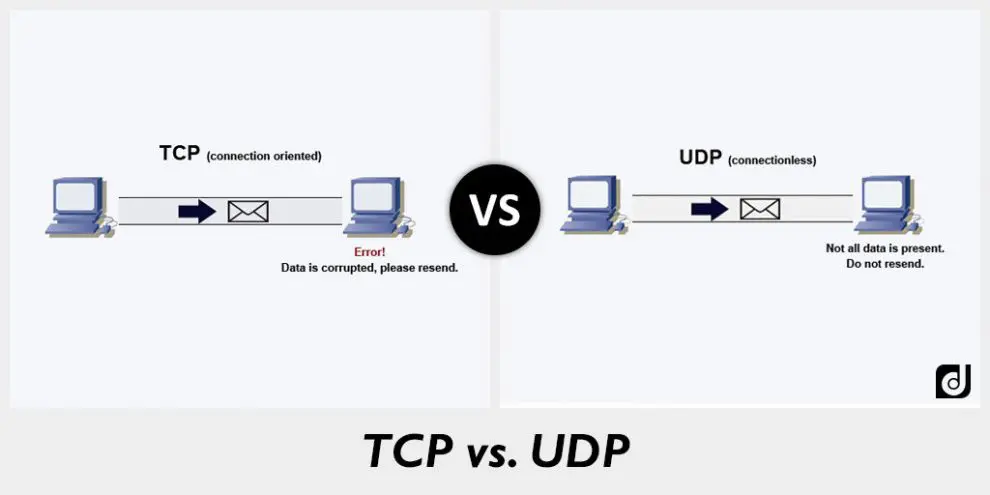 TCP (connection oriented)
Error!
Data is corrupted, please resend.
VS
UDP (connectionless)
Not all data is present.
Do not resend.
d
TCP vs. UDP